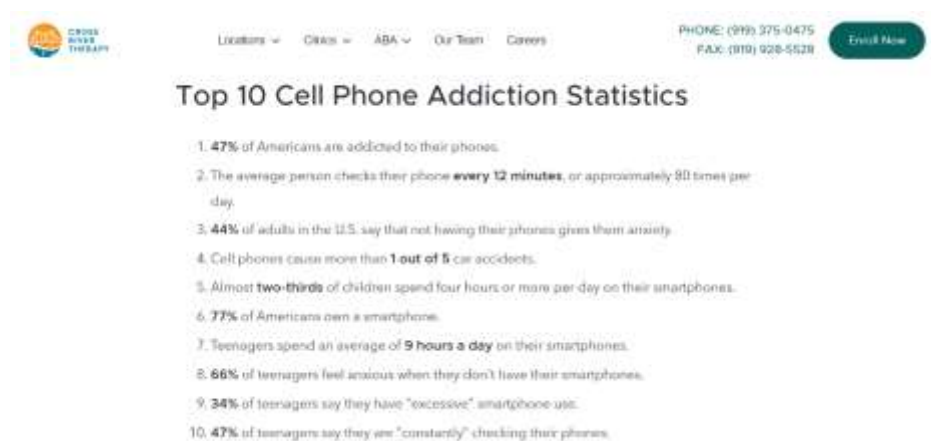 CROSS
RIVER
THERAPY
Locations
Clinics
ABA
Our Team
Careers
PHONE: (919) 375-0475
FAX: (919) 928-5528
Enroll Now
Top 10 Cell Phone Addiction Statistics
1. 47% of Americans are addicted to their phones.
2. The average person checks their phone every 12 minutes, or approximately 80 times per
day.
3. 44% of adults in the U.S. say that not having their phones gives them anxiety.
4. Cell phones cause more than 1 out of 5 car accidents.
5. Almost two-thirds of children spend four hours or more per day on their smartphones.
6. 77% of Americans own a smartphone.
7. Teenagers spend an average of 9 hours a day on their smartphones.
8. 66% of teenagers feel anxious when they don't have their smartphones.
9. 34% of teenagers say they have "excessive" smartphone use.
10. 47% of teenagers say they are "constantly" checking their phones.